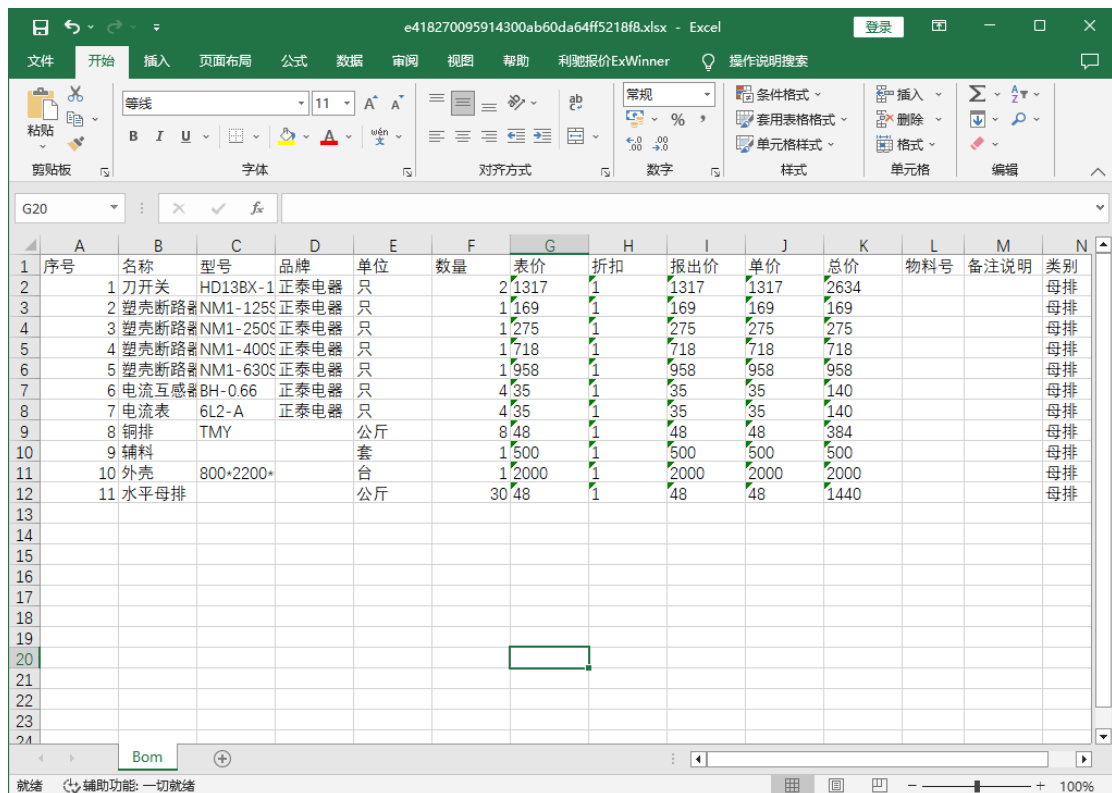 e418270095914300ab60da64ff5218f8.xlsx - Excel 登录
文件 开始 插入 页面布局 公式 数据 审阅 视图 帮助 利驰报价ExWinner 操作说明搜索
粘贴 等线 11 A A ab 常规 条件格式 插入
B I U A wén 文 % 套用表格格式 删除
单元格样式 格式
剪贴板 字体 对齐方式 数字 样式 单元格 编辑
G20 fx
A B C D E F G H I J K L M N
1 序号 名称 型号 品牌 单位 数量 表价 折扣 报出价 单价 总价 物料号 备注说明 类别
2 1 刀开关 HD13BX-1 正泰电器 只 2 1317 1 1317 1317 2634 母排
3 2 塑壳断路器 NM1-125S 正泰电器 只 1 169 1 169 169 169 母排
4 3 塑壳断路器 NM1-250S 正泰电器 只 1 275 1 275 275 275 母排
5 4 塑壳断路器 NM1-400S 正泰电器 只 1 718 1 718 718 718 母排
6 5 塑壳断路器 NM1-630S 正泰电器 只 1 958 1 958 958 958 母排
7 6 电流互感器 BH-0.66 正泰电器 只 4 35 1 35 35 140 母排
8 7 电流表 6L2-A 正泰电器 只 4 35 1 35 35 140 母排
9 8 铜排 TMY 公斤 8 48 1 48 48 384 母排
10 9 辅料 套 1 500 1 500 500 500 母排
11 10 外壳 800*2200* 台 1 2000 1 2000 2000 2000 母排
12 11 水平母排 公斤 30 48 1 48 48 1440 母排
13
14
15
16
17
18
19
20
21
22
23
24
Bom
就绪 辅助功能: 一切就绪 100%